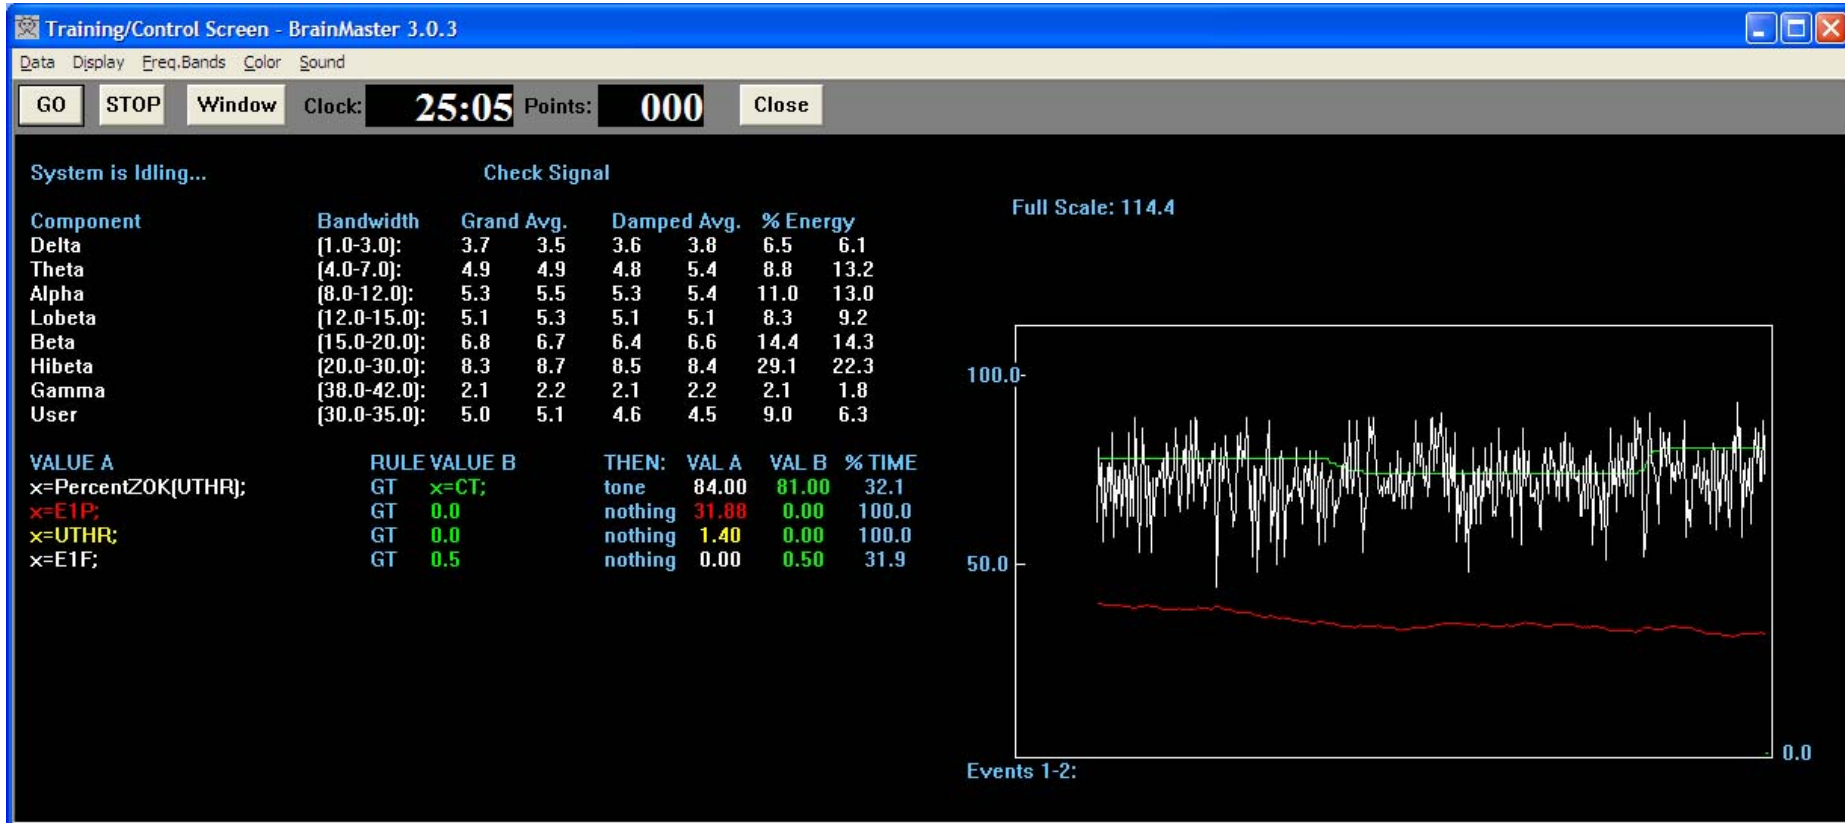 Training/Control Screen - BrainMaster 3.0.3
Data Display Freq.Bands Color Sound
GO STOP Window Clock: 25:05 Points: 000 Close
System is Idling... Check Signal
Full Scale: 114.4
Component Bandwidth Grand Avg. Damped Avg. % Energy
Delta (1.0-3.0): 3.7 3.5 3.6 3.8 6.5 6.1
Theta (4.0-7.0): 4.9 4.9 4.8 5.4 8.8 13.2
Alpha (8.0-12.0): 5.3 5.5 5.3 5.4 11.0 13.0
Lobeta (12.0-15.0): 5.1 5.3 5.1 5.1 8.3 9.2
Beta (15.0-20.0): 6.8 6.7 6.4 6.6 14.4 14.3
Hibeta (20.0-30.0): 8.3 8.7 8.5 8.4 29.1 22.3
Gamma (38.0-42.0): 2.1 2.2 2.1 2.2 2.1 1.8
User (30.0-35.0): 5.0 5.1 4.6 4.5 9.0 6.3
VALUE A RULE VALUE B THEN: VAL A VAL B % TIME
x=PercentZOK(UTHR); GT x=CT; tone 84.00 81.00 32.1
x=E1P; GT 0.0 nothing 31.88 0.00 100.0
x=UTHR; GT 0.0 nothing 1.40 0.00 100.0
x=E1F; GT 0.5 nothing 0.00 0.50 31.9
100.0-
50.0
0.0
Events 1-2: